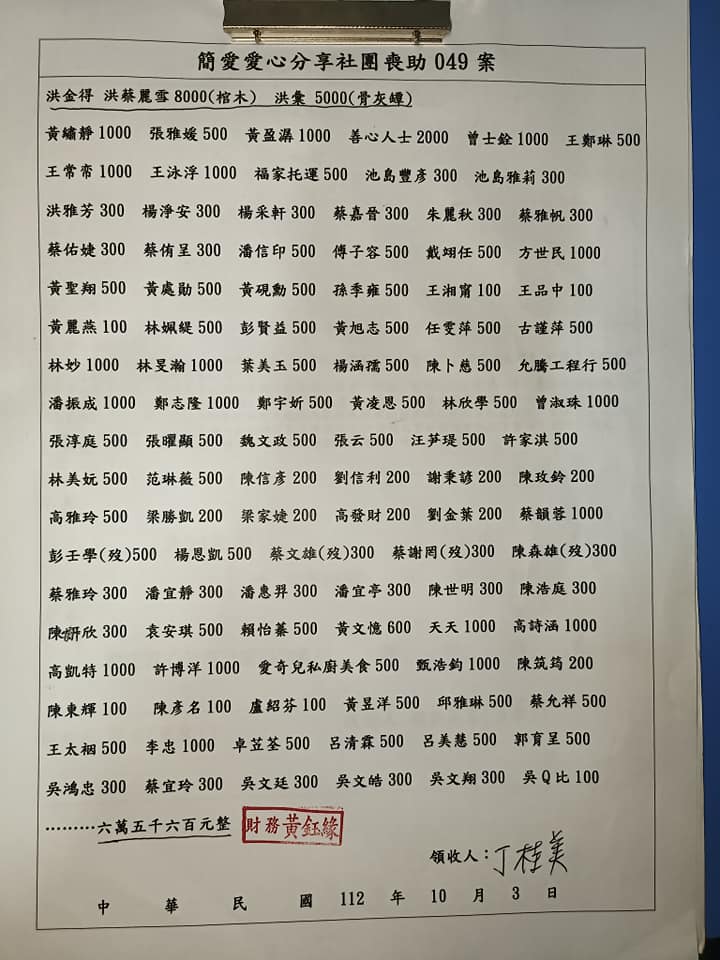 簡愛愛心分享社團喪助 049 案
洪金得 洪蔡麗雪 8000(棺木) 洪彙 5000(骨灰罈)
黃繡靜 1000 張雅媛 500 黃盈潺 1000 善心人士 2000 曾士銓 1000 王鄭琳 500
王常帝 1000 王泳浮 1000 福家托運 500 池島豐彥 300 池島雅莉 300
洪雅芳 300 楊淨安 300 楊采軒 300 蔡嘉晉 300 朱麗秋 300 蔡雅帆 300
蔡佑婕 300 蔡侑呈 300 潘信印 500 傅子容 500 戴翊任 500 方世民 1000
黃聖翔 500 黃處勛 500 黃硯勳 500 孫季雍 500 王湘甯 100 王品中 100
黃麗燕 100 林姵緹 500 彭賢益 500 黃旭志 500 任雯萍 500 古謹萍 500
林妙 1000 林旻瀚 1000 葉美玉 500 楊涵孺 500 陳卜慈 500 允騰工程行 500
潘振成 1000 鄭志隆 1000 鄭宇妡 500 黃凌恩 500 林欣學 500 曾淑珠 1000
張淳庭 500 張曜顯 500 魏文政 500 張云 500 汪笋瑅 500 許家淇 500
林美妧 500 范琳薇 500 陳信彥 200 劉信利 200 謝秉諺 200 陳玫鈴 200
高雅玲 500 梁勝凱 200 梁家婕 200 高發財 200 劉金葉 200 蔡韻蓉 1000
彭壬學(歿)500 楊恩凱 500 蔡文雄(歿)300 蔡謝罔(歿)300 陳森雄(歿)300
蔡雅玲 300 潘宜靜 300 潘惠羿 300 潘宜亭 300 陳世明 300 陳浩庭 300
陳妍欣 300 袁安琪 500 賴怡蓁 500 黃文憶 600 天天 1000 高詩涵 1000
高凱特 1000 許博洋 1000 愛奇兒私廚美食 500 甄浩鈞 1000 陳筑筠 200
陳東輝 100 陳彥名 100 盧紹芬 100 黃昱洋 500 邱雅琳 500 蔡允祥 500
王太裀 500 李忠 1000 卓苙荃 500 呂清霖 500 呂美慧 500 郭育呈 500
吳鴻忠 300 蔡宜玲 300 吳文廷 300 吳文皓 300 吳文翔 300 吳Q比 100
………六萬五千六百元整 財務 黃鈺緣
領收人:丁桂美
中 華 民 國 112 年 10 月 3 日